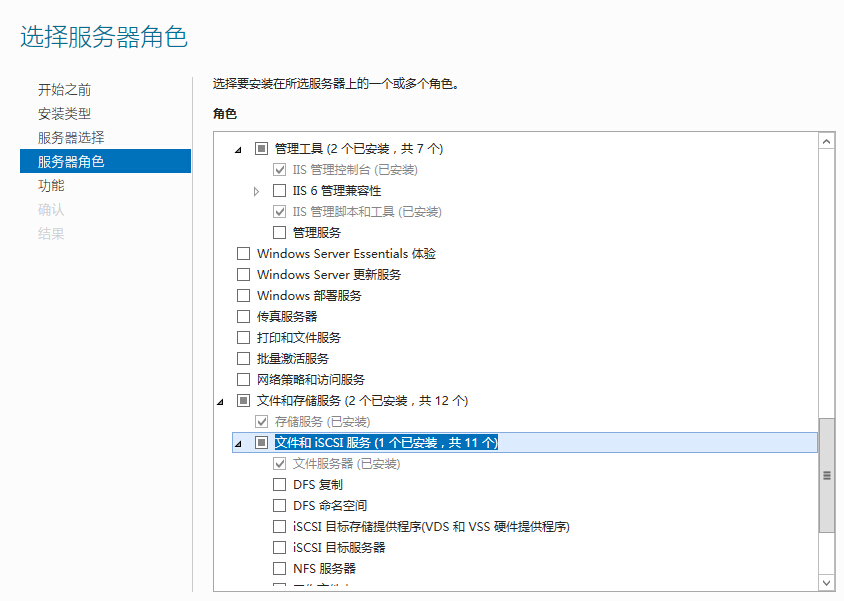 选择服务器角色
开始之前
安装类型
服务器选择
服务器角色
功能
确认
结果
选择要安装在所选服务器上的一个或多个角色。
角色
管理工具 (2 个已安装，共 7 个)
IIS 管理控制台 (已安装)
IIS 6 管理兼容性
IIS 管理脚本和工具 (已安装)
管理服务
Windows Server Essentials 体验
Windows Server 更新服务
Windows 部署服务
传真服务器
打印和文件服务
批量激活服务
网络策略和访问服务
文件和存储服务 (2 个已安装，共 12 个)
存储服务 (已安装)
文件和 iSCSI 服务 (1 个已安装，共 11 个)
文件服务器 (已安装)
DFS 复制
DFS 命名空间
iSCSI 目标存储提供程序(VDS 和 VSS 硬件提供程序)
iSCSI 目标服务器
NFS 服务器